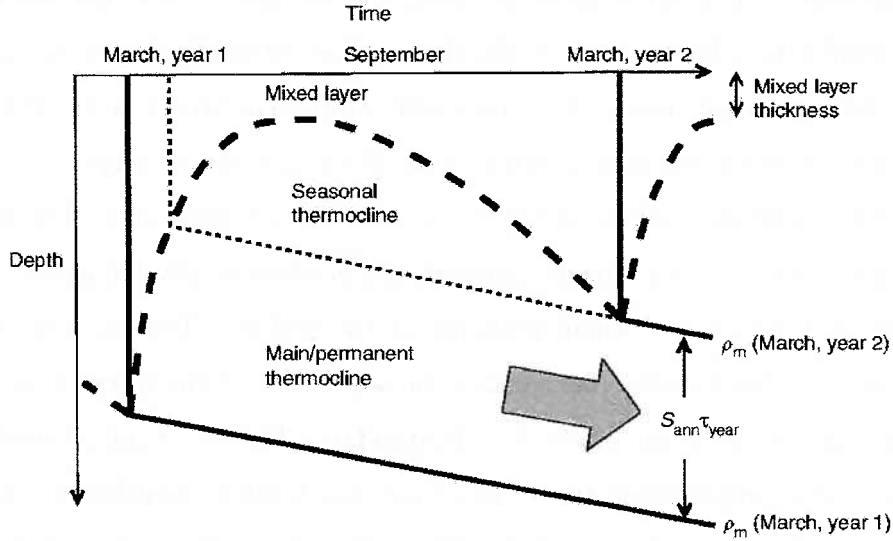 Time
March, year 1
September
March, year 2
Mixed layer
Mixed layer
thickness
Seasonal
thermocline
Depth
Main/permanent
thermocline
ρm (March, year 2)
Sannτyear
ρm (March, year 1)